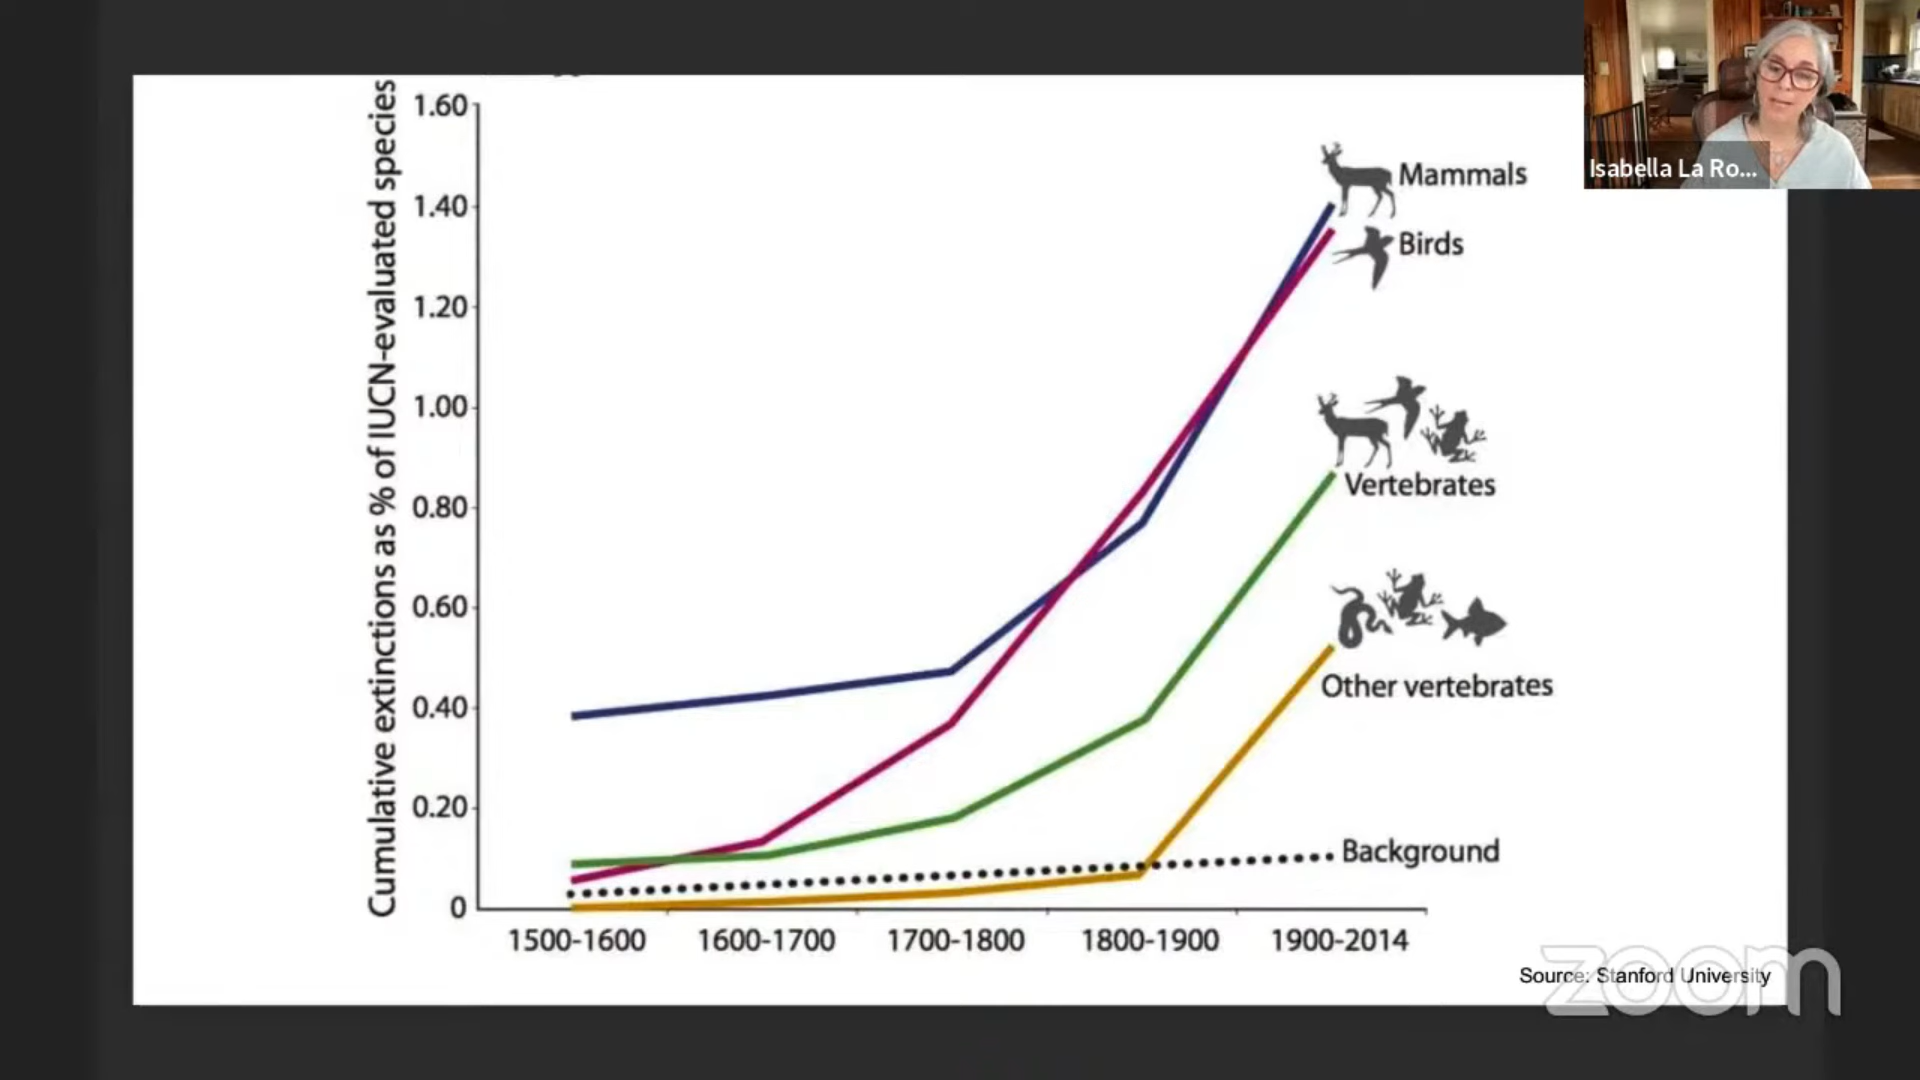 Cumulative extinctions as % of IUCN-evaluated species
1.60
1.40
1.20
1.00
0.80
0.60
0.40
0.20
0
Mammals
Birds
Vertebrates
Other vertebrates
Background
1500-1600
1600-1700
1700-1800
1800-1900
1900-2014
Source: Stanford University
zoom
Isabella La Ro...